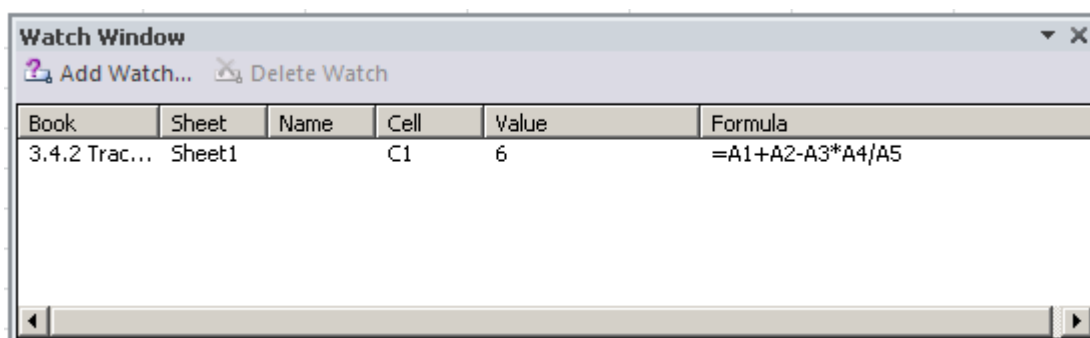 Watch Window
Add Watch... Delete Watch
Book Sheet Name Cell Value Formula
3.4.2 Trac... Sheet1 C1 6 =A1+A2-A3*A4/A5